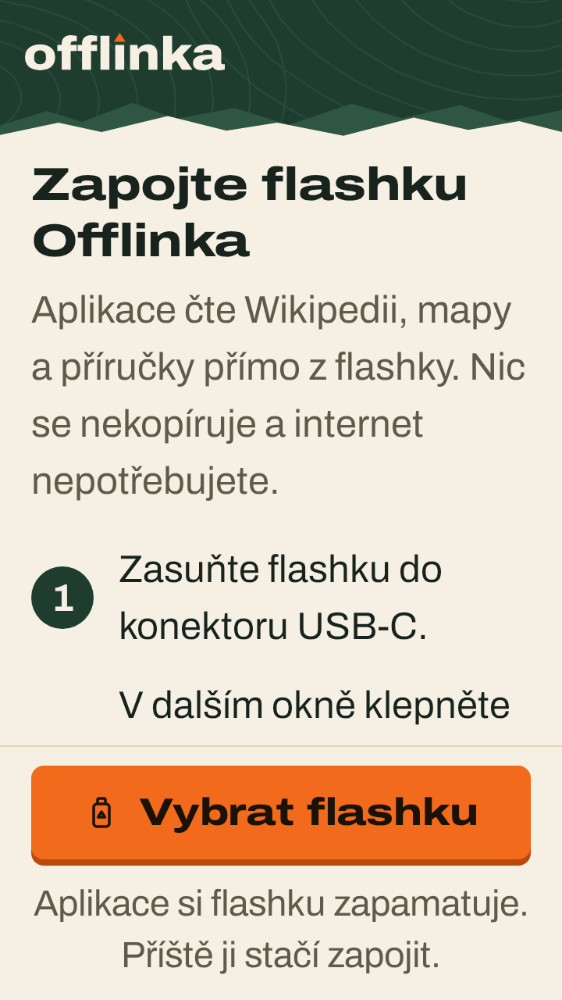 offlinka
Zapojte flashku
Offlinka
Aplikace čte Wikipedii, mapy
a příručky přímo z flashky. Nic
se nekopíruje a internet
nepotřebujete.
1
Zasuňte flashku do
konektoru USB-C.
V dalším okně klepněte
Vybrat flashku
Aplikace si flashku zapamatuje.
Příště ji stačí zapojit.